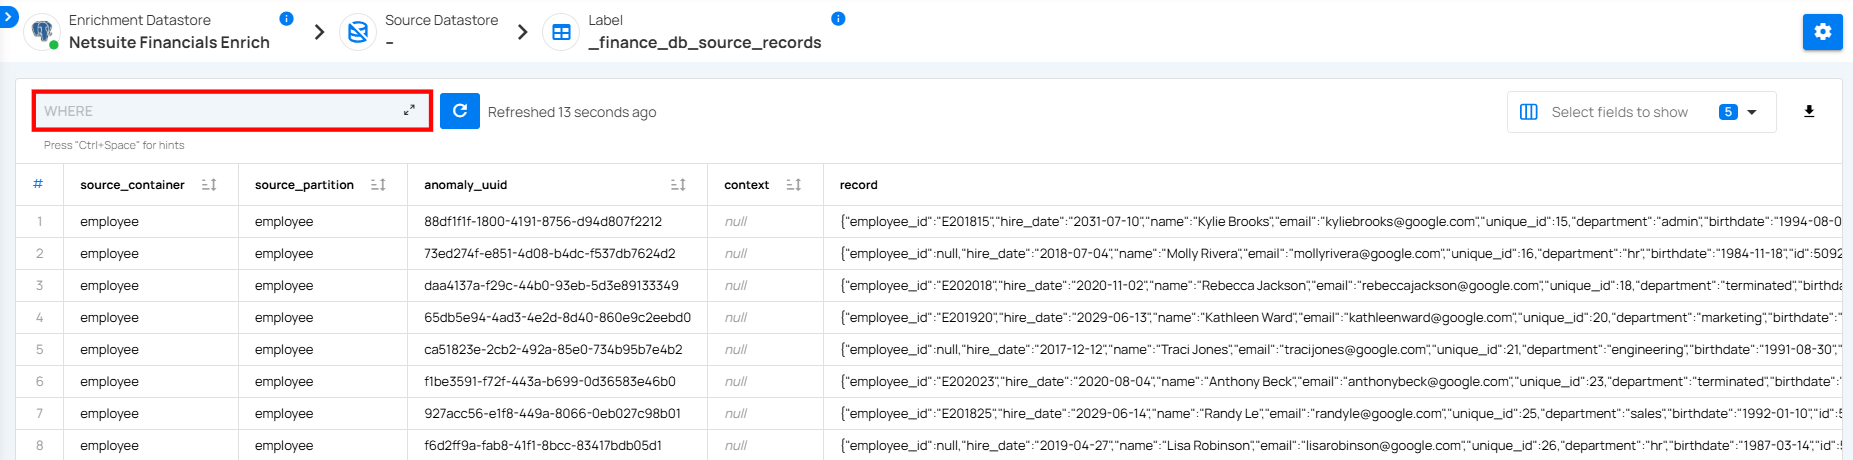 Enrichment Datastore
Netsuite Financials Enrich
Source Datastore
–
Label
_finance_db_source_records
WHERE
Refreshed 13 seconds ago
Select fields to show 5
Press "Ctrl+Space" for hints
# source_container source_partition anomaly_uuid context record
1 employee employee 88df1f1f-1800-4191-8756-d94d807f2212 null {"employee_id":"E201815","hire_date":"2031-07-10","name":"Kylie Brooks","email":"kyliebrooks@google.com","unique_id":15,"department":"admin","birthdate":"1994-08-0
2 employee employee 73ed274f-e851-4d08-b4dc-f537db7624d2 null {"employee_id":null,"hire_date":"2018-07-04","name":"Molly Rivera","email":"mollyrivera@google.com","unique_id":16,"department":"hr","birthdate":"1984-11-18","id":5092
3 employee employee daa4137a-f29c-44b0-93eb-5d3e89133349 null {"employee_id":"E202018","hire_date":"2020-11-02","name":"Rebecca Jackson","email":"rebeccajackson@google.com","unique_id":18,"department":"terminated","birthda
4 employee employee 65db5e94-4ad3-4e2d-8d40-860e9c2eebd0 null {"employee_id":"E201920","hire_date":"2029-06-13","name":"Kathleen Ward","email":"kathleenward@google.com","unique_id":20,"department":"marketing","birthdate":"
5 employee employee ca51823e-2cb2-492a-85e0-734b95b7e4b2 null {"employee_id":null,"hire_date":"2017-12-12","name":"Traci Jones","email":"tracijones@google.com","unique_id":21,"department":"engineering","birthdate":"1991-08-30","
6 employee employee f1be3591-f72f-443a-b699-0d36583e46b0 null {"employee_id":"E202023","hire_date":"2020-08-04","name":"Anthony Beck","email":"anthonybeck@google.com","unique_id":23,"department":"terminated","birthdate":"
7 employee employee 927acc56-e1f8-449a-8066-0eb027c98b01 null {"employee_id":"E201825","hire_date":"2029-06-14","name":"Randy Le","email":"randyle@google.com","unique_id":25,"department":"sales","birthdate":"1992-01-10","id":5
8 employee employee f6d2ff9a-fab8-41f1-8bcc-83417bdb05d1 null {"employee_id":null,"hire_date":"2019-04-27","name":"Lisa Robinson","email":"lisarobinson@google.com","unique_id":26,"department":"hr","birthdate":"1987-03-14","id":5